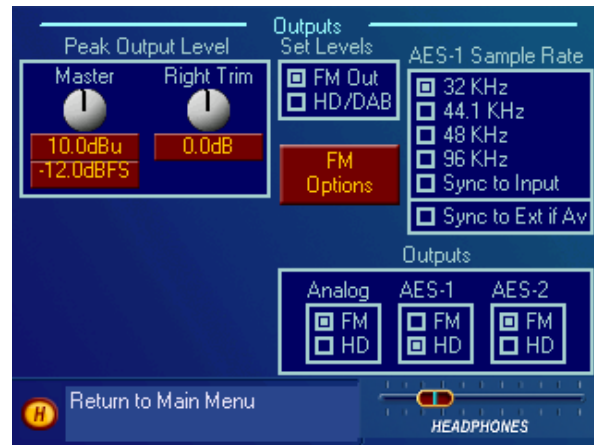 Outputs
Peak Output Level
Master
Right Trim
10.0dBu
-12.0dBFS
0.0dB
Set Levels
FM Out
HD/DAB
FM
Options
AES-1 Sample Rate
32 KHz
44.1 KHz
48 KHz
96 KHz
Sync to Input
Sync to Ext if Av
Outputs
Analog
FM
HD
AES-1
FM
HD
AES-2
FM
HD
H
Return to Main Menu
HEADPHONES